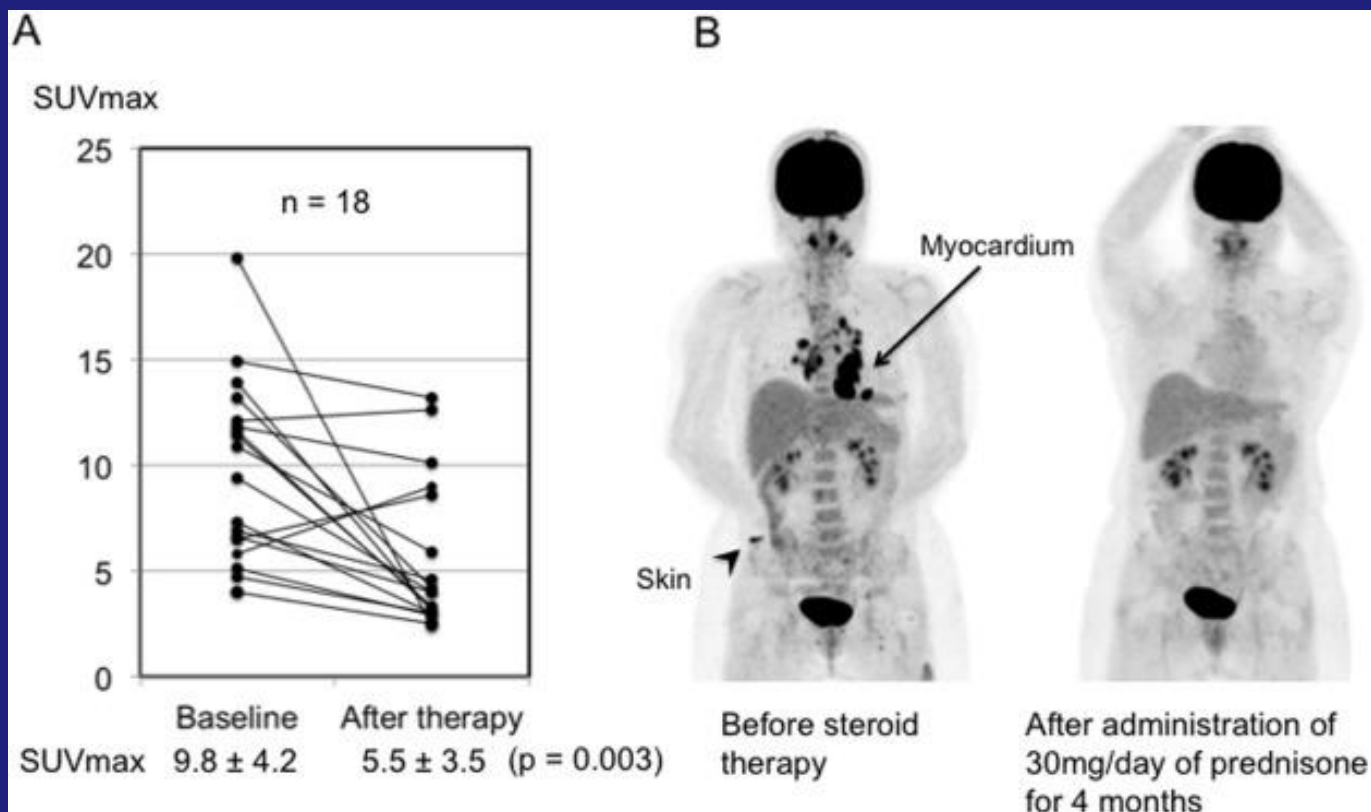 A
SUVmax
25
20
15
10
5
0
n = 18
Baseline After therapy
SUVmax 9.8 ± 4.2 5.5 ± 3.5 (p = 0.003)
B
Myocardium
Skin
Before steroid
therapy
After administration of
30mg/day of prednisone
for 4 months